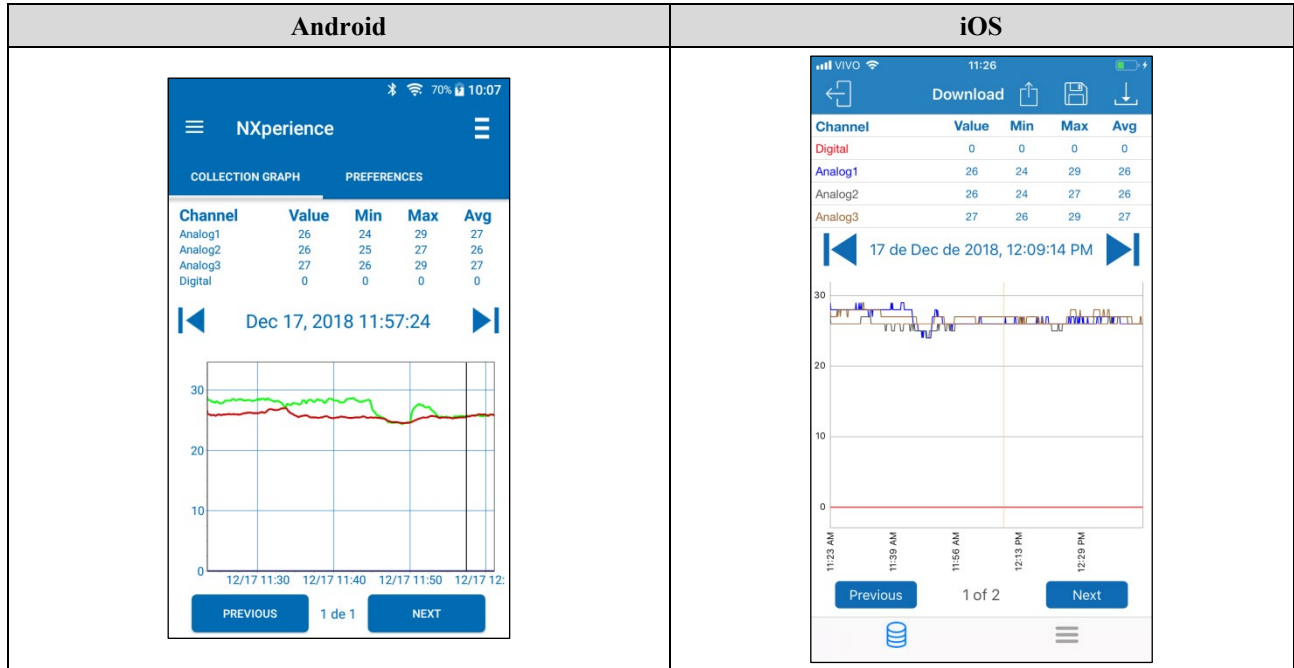 Android
iOS
70% 10:07
NXperience
COLLECTION GRAPH PREFERENCES
Channel Value Min Max Avg
Analog1 26 24 29 27
Analog2 26 25 27 26
Analog3 27 26 29 27
Digital 0 0 0 0
Dec 17, 2018 11:57:24
30
20
10
0
12/17 11:30 12/17 11:40 12/17 11:50 12/17 12:
PREVIOUS 1 de 1 NEXT
VIVO 11:26
Download
Channel Value Min Max Avg
Digital 0 0 0 0
Analog1 26 24 29 26
Analog2 26 24 27 26
Analog3 27 26 29 27
17 de Dec de 2018, 12:09:14 PM
30
20
10
0
11:23 AM 11:39 AM 11:56 AM 12:13 PM 12:29 PM
Previous 1 of 2 Next